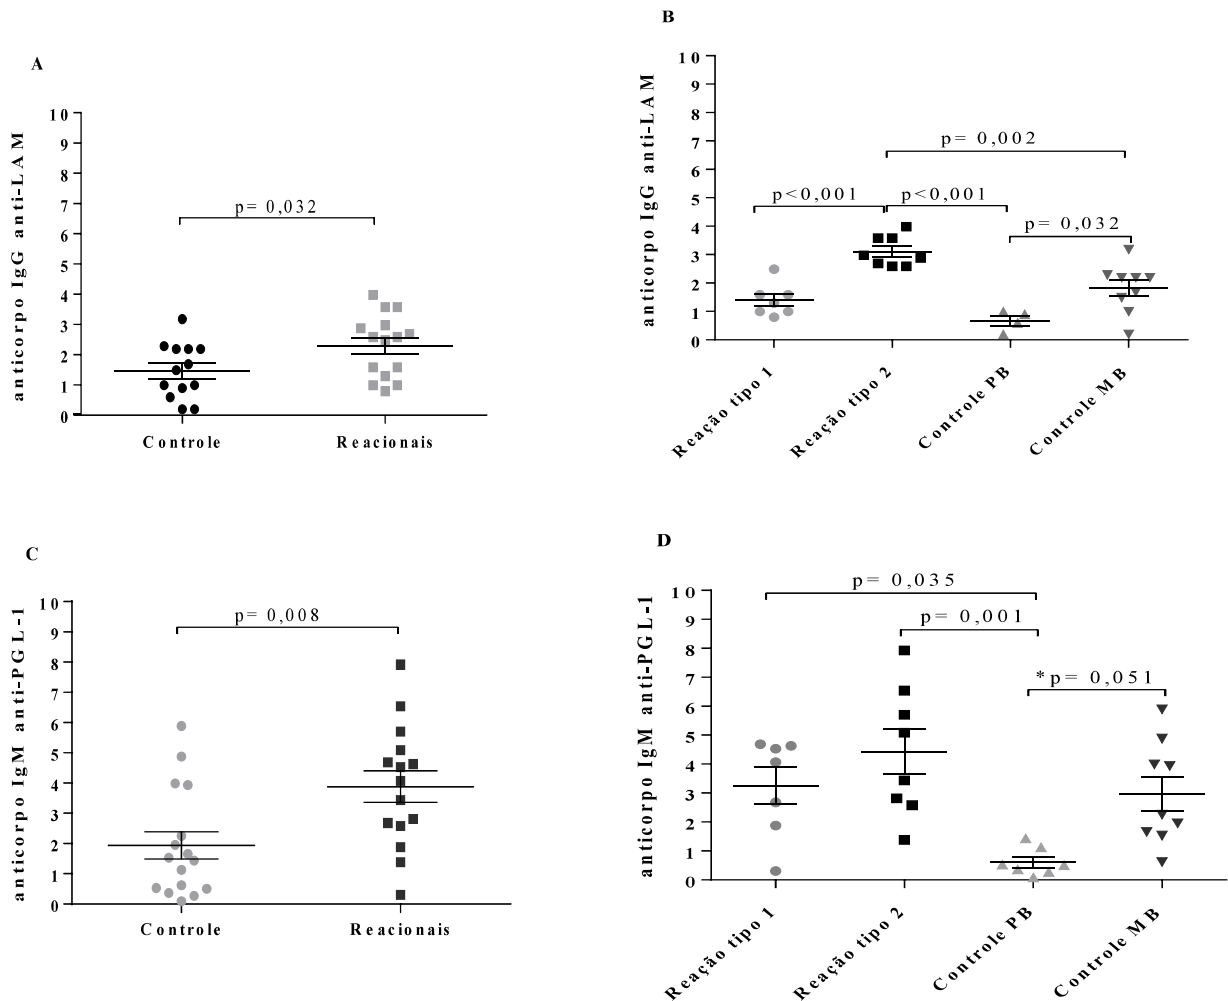 A
anticorpo IgG anti-LAM
10
9
8
7
6
5
4
3
2
1
0
p= 0,032
Controle
Reacionais
B
anticorpo IgG anti-LAM
10
9
8
7
6
5
4
3
2
1
0
p= 0,002
p<0,001
p<0,001
p= 0,032
Reação tipo 1
Reação tipo 2
Controle PB
Controle MB
C
anticorpo IgM anti-PGL-1
10
9
8
7
6
5
4
3
2
1
0
p= 0,008
Controle
Reacionais
D
anticorpo IgM anti-PGL-1
10
9
8
7
6
5
4
3
2
1
0
p= 0,035
p= 0,001
*p= 0,051
Reação tipo 1
Reação tipo 2
Controle PB
Controle MB